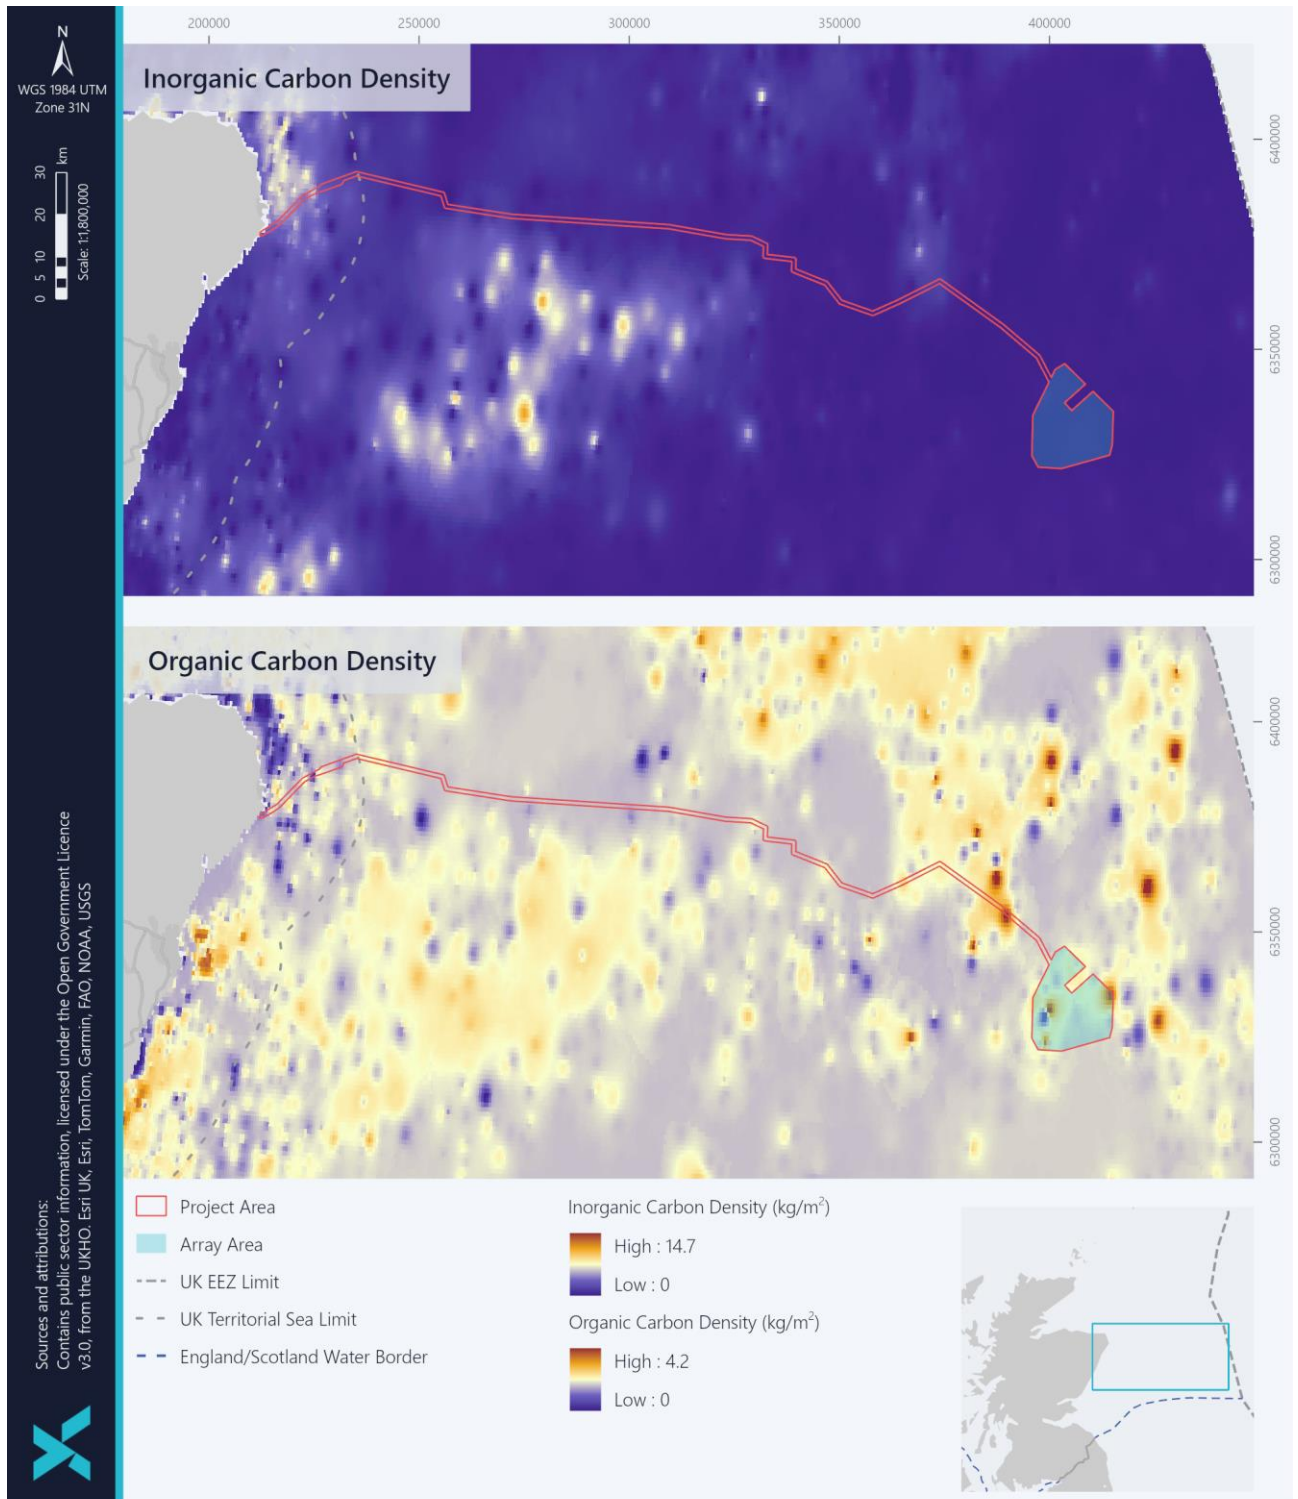 N
WGS 1984 UTM
Zone 31N
0 5 10 20 30 km
Scale: 1:1,800,000
Sources and attributions:
Contains public sector information, licensed under the Open Government Licence
v3.0, from the UKHO. Esri UK, Esri, TomTom, Garmin, FAO, NOAA, USGS
200000 250000 300000 350000 400000
Inorganic Carbon Density
6400000
6350000
6300000
Organic Carbon Density
6400000
6350000
6300000
Project Area
Array Area
UK EEZ Limit
UK Territorial Sea Limit
England/Scotland Water Border
Inorganic Carbon Density (kg/m²)
High : 14.7
Low : 0
Organic Carbon Density (kg/m²)
High : 4.2
Low : 0